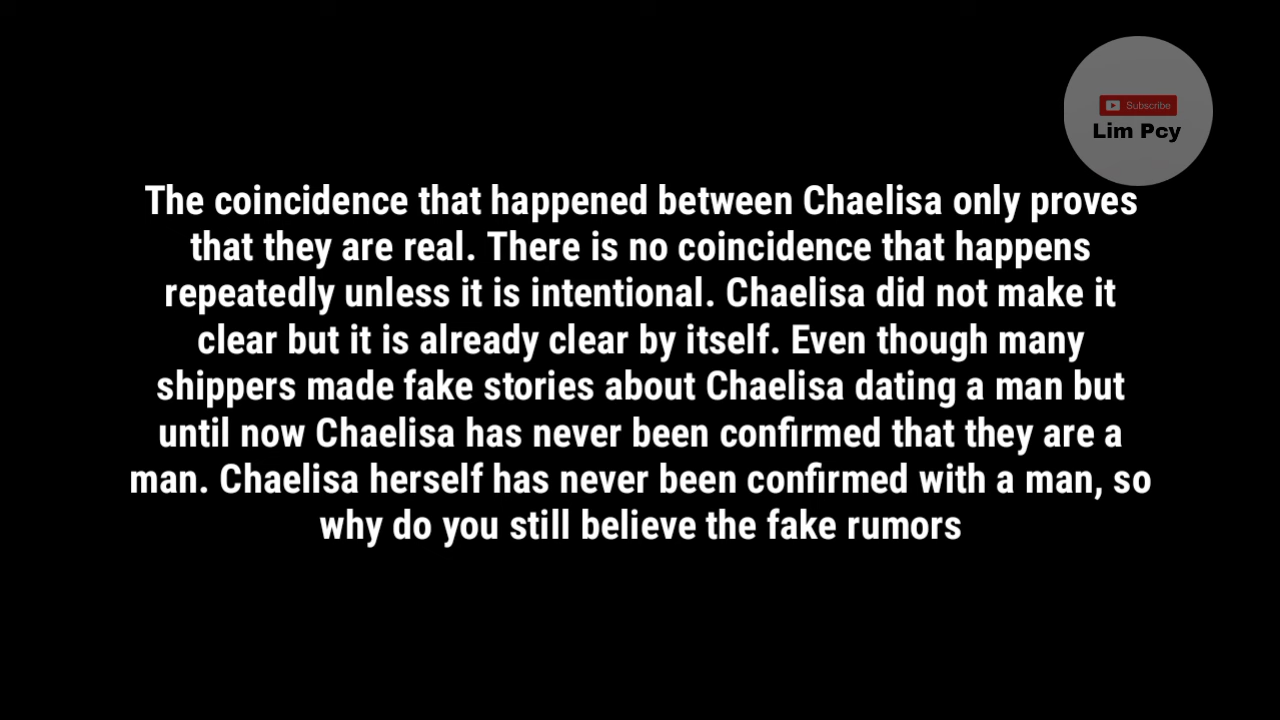 Subscribe
Lim Pcy
The coincidence that happened between Chaelisa only proves
that they are real. There is no coincidence that happens
repeatedly unless it is intentional. Chaelisa did not make it
clear but it is already clear by itself. Even though many
shippers made fake stories about Chaelisa dating a man but
until now Chaelisa has never been confirmed that they are a
man. Chaelisa herself has never been confirmed with a man, so
why do you still believe the fake rumors